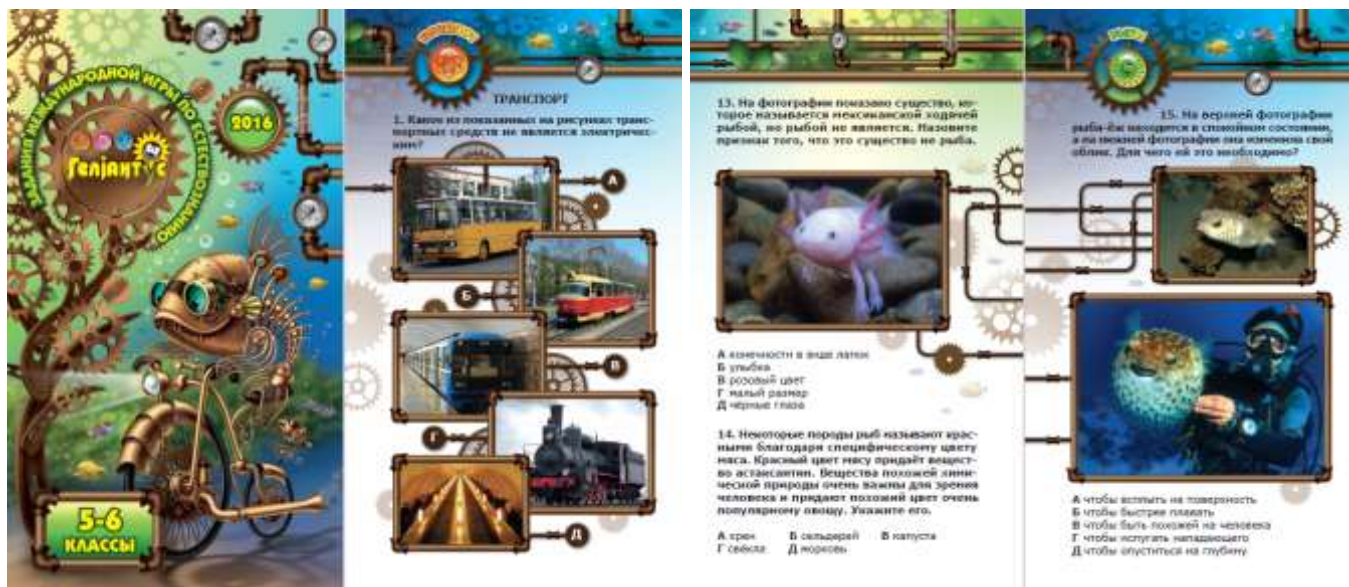 ЗАДАНИЯ МЕЖДУНАРОДНОЙ ИГРЫ ПО ЕСТЕСТВОЗНАНИЮ
2016
Гелiантус
5-6
КЛАССЫ
ТРАНСПОРТ
1. Какое из показанных на рисунках транс-
портных средств не является электричес-
ким?
А
Б
В
Г
Д
13. На фотографии показано существо, ко-
торое называется мексиканской ходячей
рыбой, но рыбой не является. Назовите
признак того, что это существо не рыба.
А конечности в виде лапок
Б улыбка
В розовый цвет
Г малый размер
Д чёрные глаза
14. Некоторые породы рыб называют крас-
ными благодаря специфическому цвету
мяса. Красный цвет мясу придаёт вещест-
во астаксантин. Вещества похожей хими-
ческой природы очень важны для зрения
человека и придают похожий цвет очень
популярному овощу. Укажите его.
А хрен Б сельдерей В капуста
Г свёкла Д морковь
15. На верхней фотографии
рыба-ёж находится в спокойном состоянии,
а на нижней фотографии она изменила свой
облик. Для чего ей это необходимо?
А чтобы всплыть на поверхность
Б чтобы быстрее плавать
В чтобы быть похожей на человека
Г чтобы испугать нападающего
Д чтобы опуститься на глубину